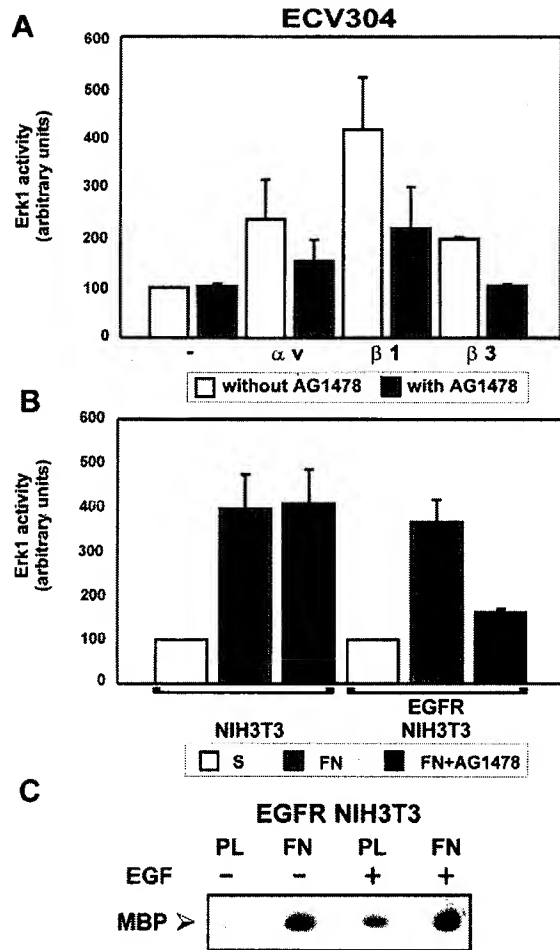 A
ECV304
Erk1 activity
(arbitrary units)
600
500
400
300
200
100
0
- α v β 1 β 3
without AG1478 with AG1478
B
Erk1 activity
(arbitrary units)
600
500
400
300
200
100
0
NIH3T3
EGFR
NIH3T3
S FN FN+AG1478
C
EGFR NIH3T3
PL FN PL FN
EGF - - + +
MBP